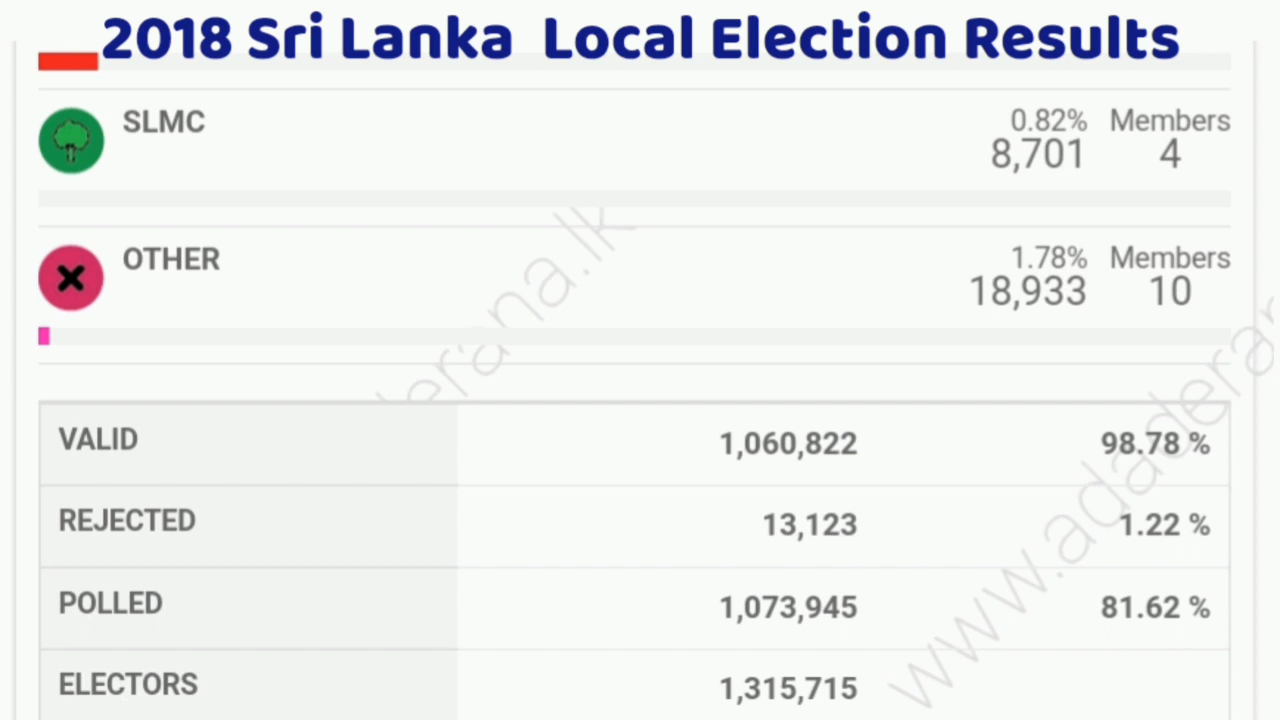 2018 Sri Lanka Local Election Results
SLMC 0.82% Members
8,701 4
OTHER 1.78% Members
18,933 10
VALID 1,060,822 98.78 %
REJECTED 13,123 1.22 %
POLLED 1,073,945 81.62 %
ELECTORS 1,315,715
derana.lk
www.adadera